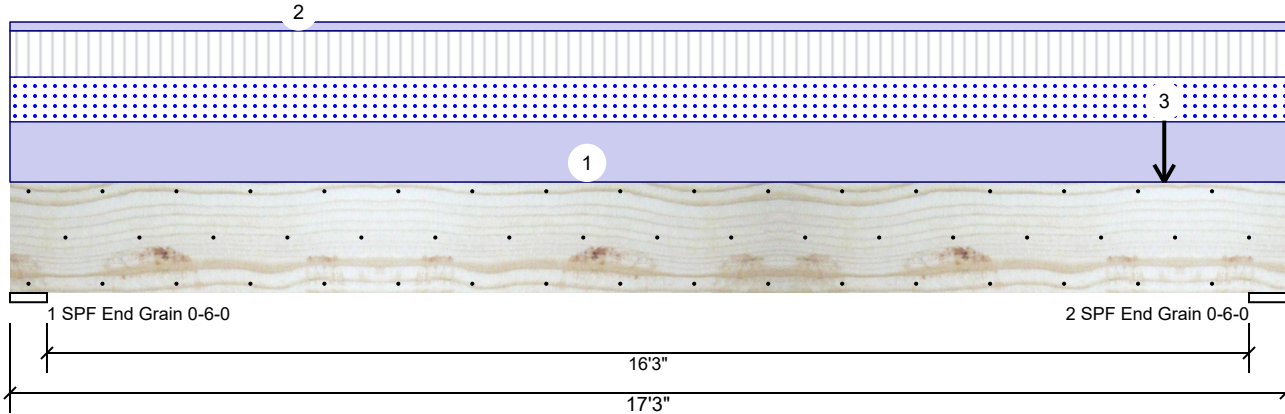 2
3
1
1 SPF End Grain 0-6-0
2 SPF End Grain 0-6-0
16'3"
17'3"